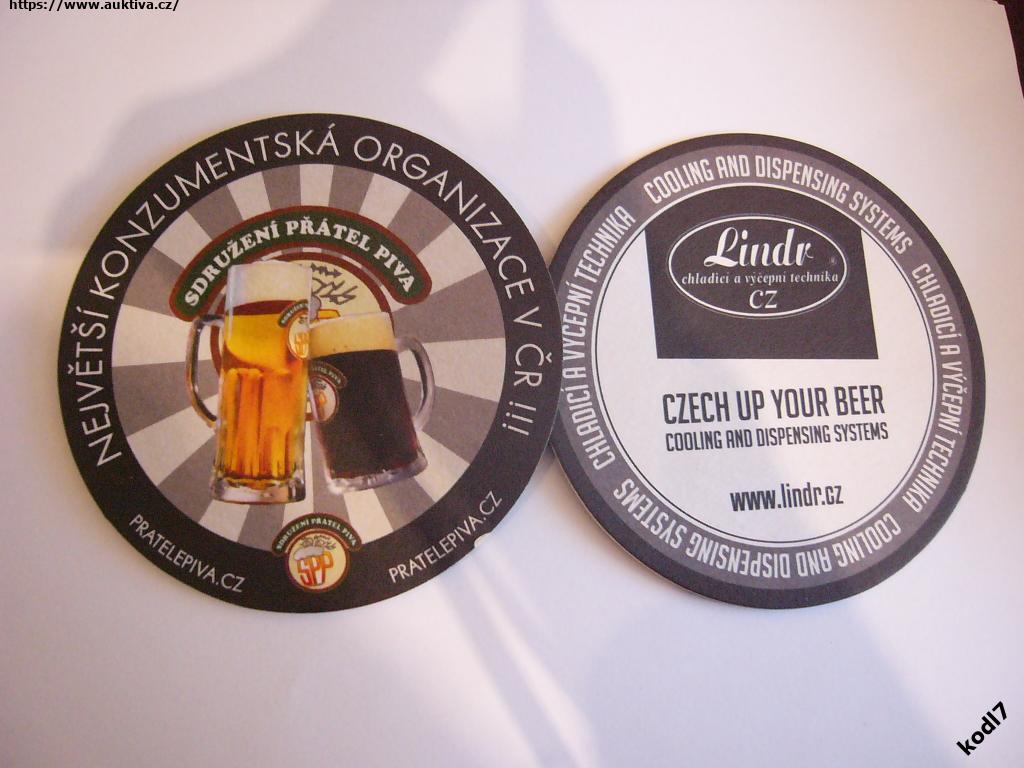 https://www.auktiva.cz/
NEJVĚTŠÍ KONZUMENTSKÁ ORGANIZACE V ČR !!!
SDRUŽENÍ PŘÁTEL PIVA
SPP
PRATELEPIVA.CZ
SDRUŽENÍ PŘÁTEL PIVA
SPP
PRATELEPIVA.CZ
COOLING AND DISPENSING SYSTEMS
CHLADICÍ A VÝČEPNÍ TECHNIKA
COOLING AND DISPENSING SYSTEMS
CHLADICÍ A VÝČEPNÍ TECHNIKA
Lindr
chladicí a výčepní technika
CZ
CZECH UP YOUR BEER
COOLING AND DISPENSING SYSTEMS
www.lindr.cz
kodl7